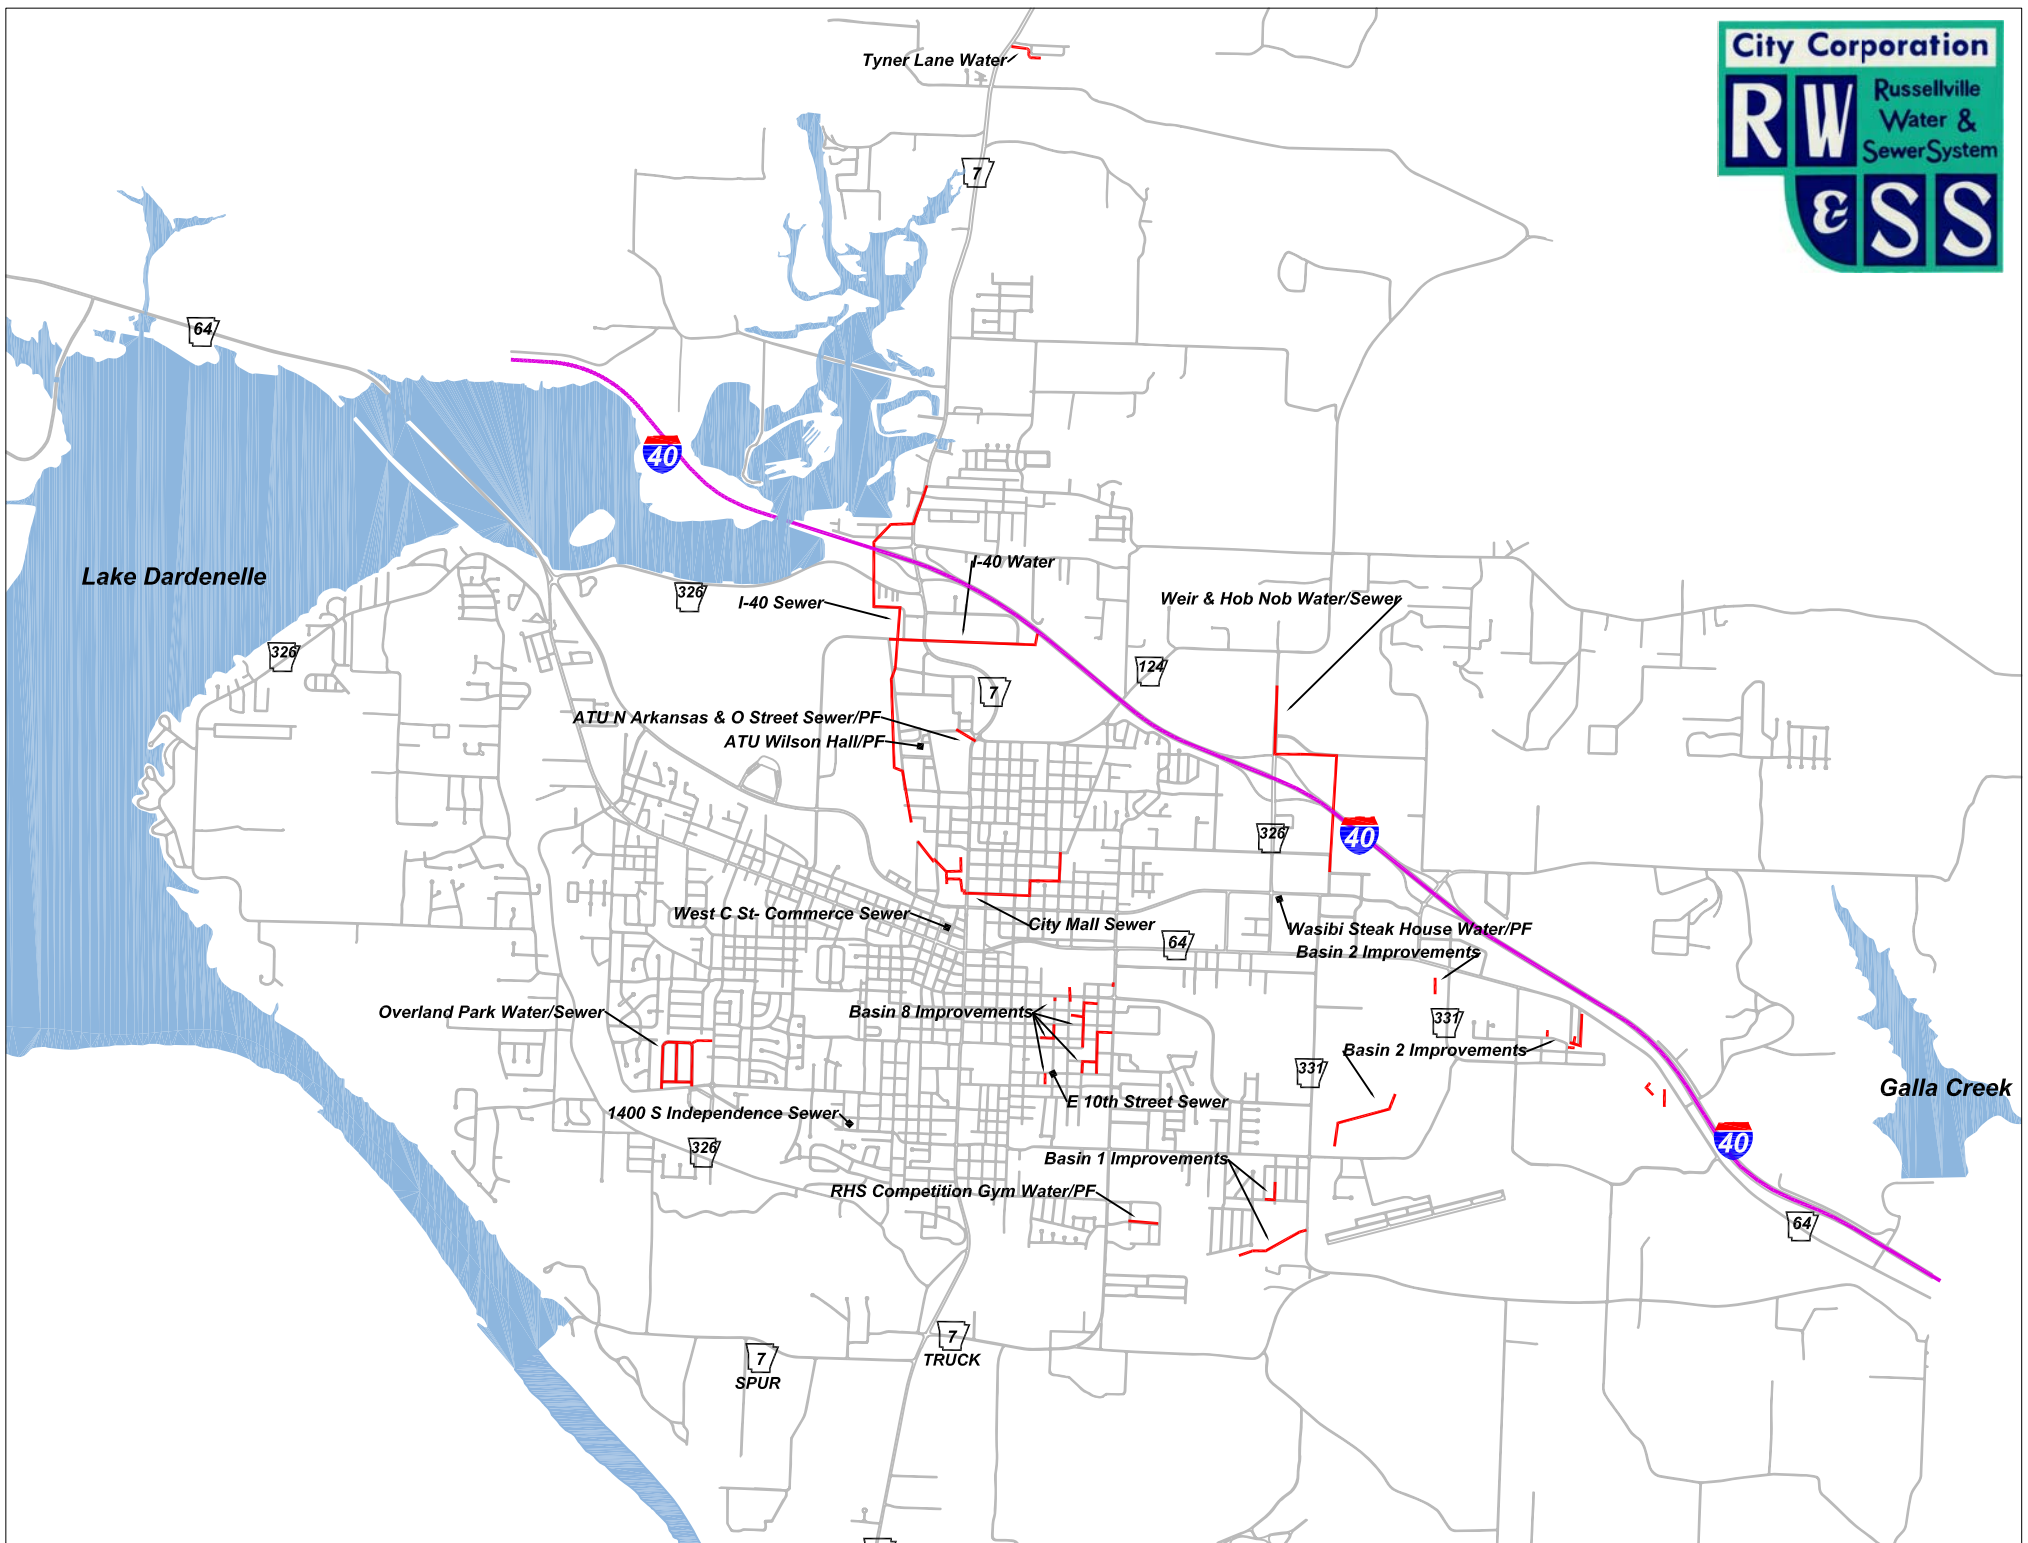 City Corporation
R W
Russellville
Water &
Sewer System
& S S
Tyner Lane Water
7
64
40
Lake Dardenelle
I-40 Water
326
I-40 Sewer
Weir & Hob Nob Water/Sewer
326
124
7
ATU N Arkansas & O Street Sewer/PF
ATU Wilson Hall/PF
326
40
West C St- Commerce Sewer
City Mall Sewer
Wasibi Steak House Water/PF
64
Basin 2 Improvements
Overland Park Water/Sewer
Basin 8 Improvements
331
Basin 2 Improvements
331
Galla Creek
E 10th Street Sewer
1400 S Independence Sewer
326
40
Basin 1 Improvements
RHS Competition Gym Water/PF
64
7
TRUCK
7
SPUR